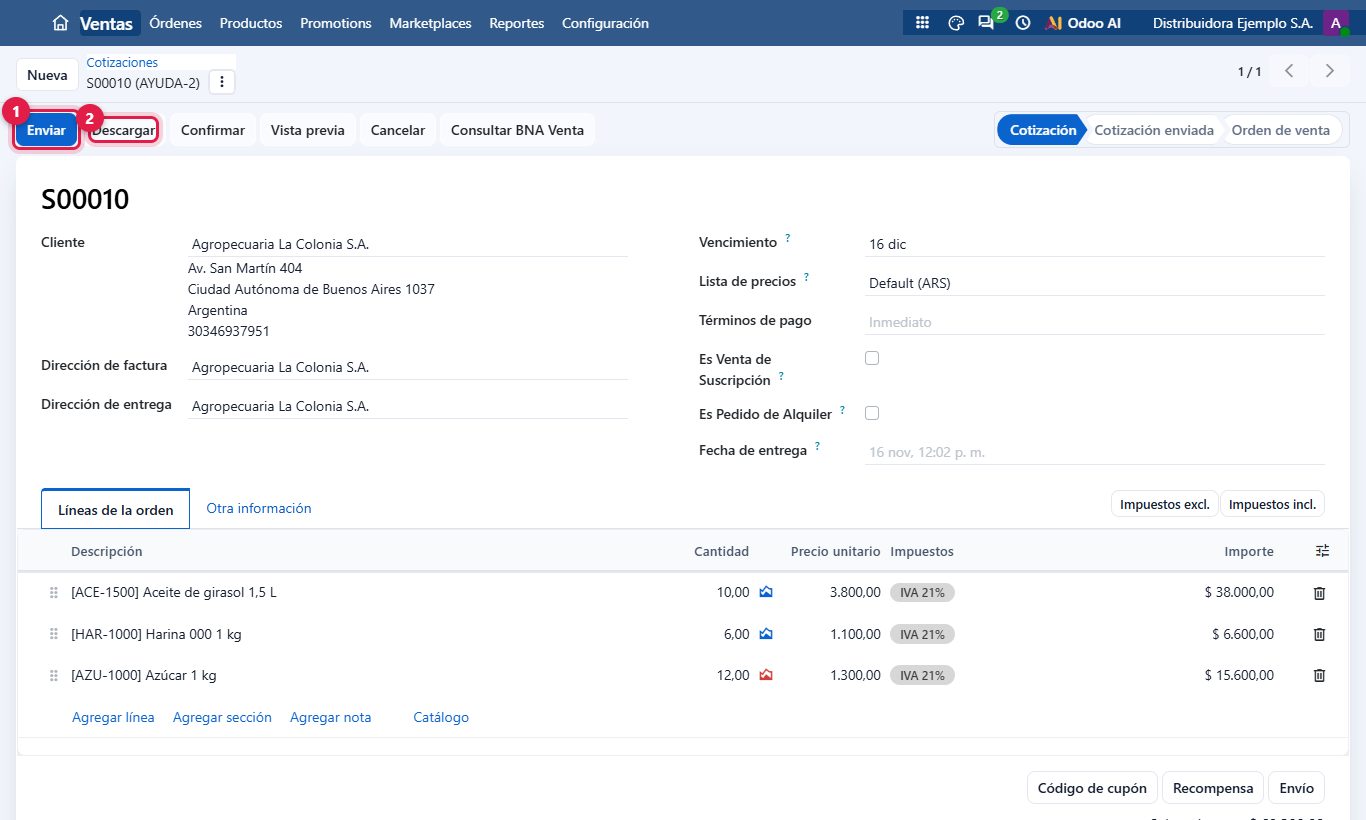 Ventas Órdenes Productos Promotions Marketplaces Reportes Configuración 2 Odoo AI Distribuidora Ejemplo S.A. A
Nueva
Cotizaciones
S00010 (AYUDA-2)
1 / 1
1 2
Enviar Descargar Confirmar Vista previa Cancelar Consultar BNA Venta Cotización Cotización enviada Orden de venta
S00010
Cliente Agropecuaria La Colonia S.A.
Av. San Martín 404
Ciudad Autónoma de Buenos Aires 1037
Argentina
30346937951
Dirección de factura Agropecuaria La Colonia S.A.
Dirección de entrega Agropecuaria La Colonia S.A.
Vencimiento ? 16 dic
Lista de precios ? Default (ARS)
Términos de pago Inmediato
Es Venta de
Suscripción ?
Es Pedido de Alquiler ?
Fecha de entrega ? 16 nov, 12:02 p. m.
Líneas de la orden Otra información Impuestos excl. Impuestos incl.
Descripción Cantidad Precio unitario Impuestos Importe
[ACE-1500] Aceite de girasol 1,5 L 10,00 3.800,00 IVA 21% $ 38.000,00
[HAR-1000] Harina 000 1 kg 6,00 1.100,00 IVA 21% $ 6.600,00
[AZU-1000] Azúcar 1 kg 12,00 1.300,00 IVA 21% $ 15.600,00
Agregar línea Agregar sección Agregar nota Catálogo
Código de cupón Recompensa Envío